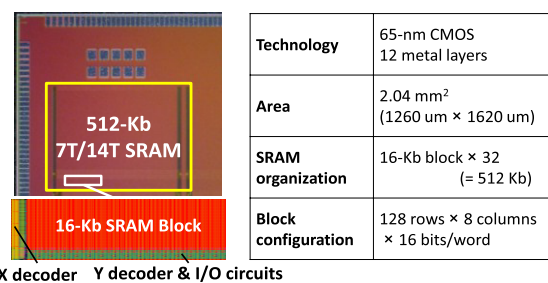 512-Kb
7T/14T SRAM
16-Kb SRAM Block
X decoder Y decoder & I/O circuits
Technology
65-nm CMOS
12 metal layers
Area
2.04 mm²
(1260 um × 1620 um)
SRAM
organization
16-Kb block × 32
(= 512 Kb)
Block
configuration
128 rows × 8 columns
× 16 bits/word